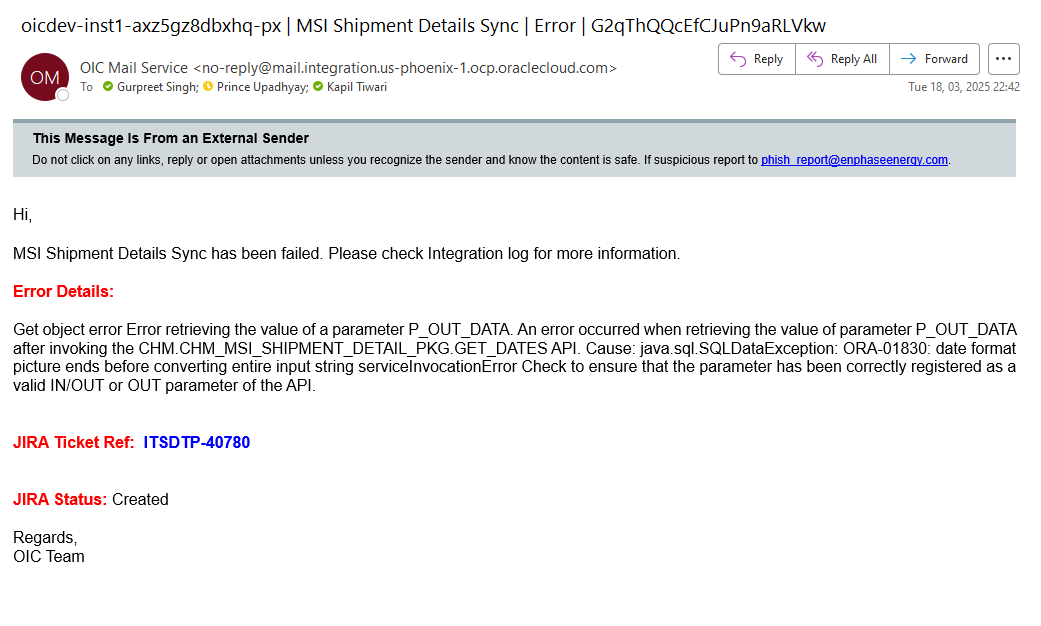 oicdev-inst1-axz5gz8dbxhq-px | MSI Shipment Details Sync | Error | G2qThQQcEfCJuPn9aRLVkw
OM
OIC Mail Service <no-reply@mail.integration.us-phoenix-1.ocp.oraclecloud.com>
To Gurpreet Singh; Prince Upadhyay; Kapil Tiwari
Reply
Reply All
Forward
Tue 18, 03, 2025 22:42
This Message Is From an External Sender
Do not click on any links, reply or open attachments unless you recognize the sender and know the content is safe. If suspicious report to phish_report@enphaseenergy.com.
Hi,
MSI Shipment Details Sync has been failed. Please check Integration log for more information.
Error Details:
Get object error Error retrieving the value of a parameter P_OUT_DATA. An error occurred when retrieving the value of parameter P_OUT_DATA
after invoking the CHM.CHM_MSI_SHIPMENT_DETAIL_PKG.GET_DATES API. Cause: java.sql.SQLDataException: ORA-01830: date format
picture ends before converting entire input string serviceInvocationError Check to ensure that the parameter has been correctly registered as a
valid IN/OUT or OUT parameter of the API.
JIRA Ticket Ref: ITSDTP-40780
JIRA Status: Created
Regards,
OIC Team